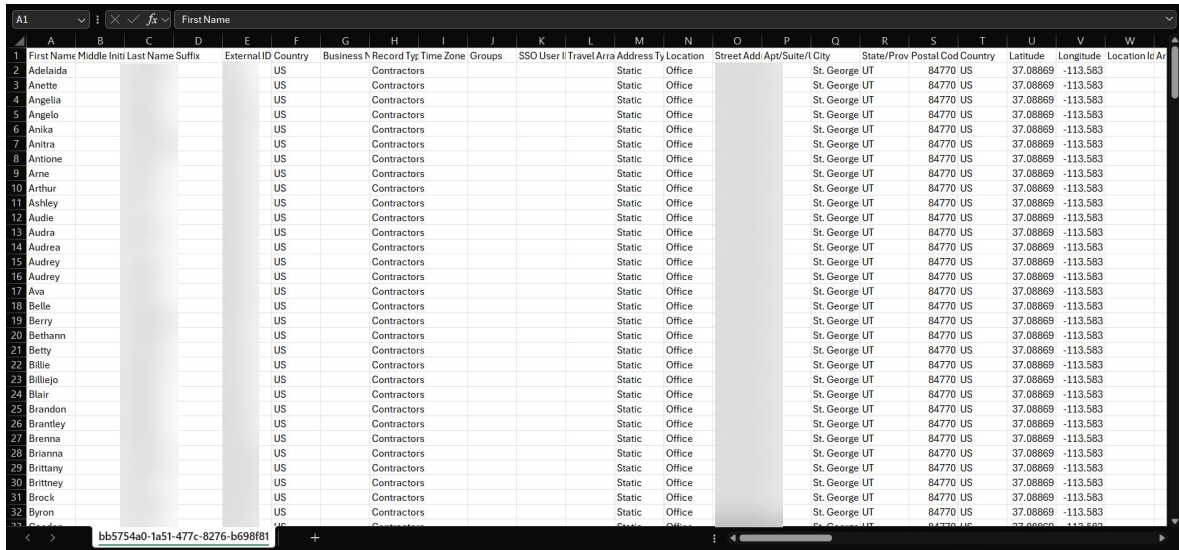 A1 fx First Name
A B C D E F G H I J K L M N O P Q R S T U V W
1 First Name Middle Initi Last Name Suffix External ID Country Business N Record Typ Time Zone Groups SSO User I Travel Arra Address Ty Location Street Add Apt/Suite/U City State/Prov Postal Cod Country Latitude Longitude Location Ic Ar
2 Adelaida US Contractors Static Office St. George UT 84770 US 37.08869 -113.583
3 Anette US Contractors Static Office St. George UT 84770 US 37.08869 -113.583
4 Angelia US Contractors Static Office St. George UT 84770 US 37.08869 -113.583
5 Angelo US Contractors Static Office St. George UT 84770 US 37.08869 -113.583
6 Anika US Contractors Static Office St. George UT 84770 US 37.08869 -113.583
7 Anitra US Contractors Static Office St. George UT 84770 US 37.08869 -113.583
8 Antione US Contractors Static Office St. George UT 84770 US 37.08869 -113.583
9 Arne US Contractors Static Office St. George UT 84770 US 37.08869 -113.583
10 Arthur US Contractors Static Office St. George UT 84770 US 37.08869 -113.583
11 Ashley US Contractors Static Office St. George UT 84770 US 37.08869 -113.583
12 Audie US Contractors Static Office St. George UT 84770 US 37.08869 -113.583
13 Audra US Contractors Static Office St. George UT 84770 US 37.08869 -113.583
14 Audrea US Contractors Static Office St. George UT 84770 US 37.08869 -113.583
15 Audrey US Contractors Static Office St. George UT 84770 US 37.08869 -113.583
16 Audrey US Contractors Static Office St. George UT 84770 US 37.08869 -113.583
17 Ava US Contractors Static Office St. George UT 84770 US 37.08869 -113.583
18 Belle US Contractors Static Office St. George UT 84770 US 37.08869 -113.583
19 Berry US Contractors Static Office St. George UT 84770 US 37.08869 -113.583
20 Bethann US Contractors Static Office St. George UT 84770 US 37.08869 -113.583
21 Betty US Contractors Static Office St. George UT 84770 US 37.08869 -113.583
22 Billie US Contractors Static Office St. George UT 84770 US 37.08869 -113.583
23 Billiejo US Contractors Static Office St. George UT 84770 US 37.08869 -113.583
24 Blair US Contractors Static Office St. George UT 84770 US 37.08869 -113.583
25 Brandon US Contractors Static Office St. George UT 84770 US 37.08869 -113.583
26 Brantley US Contractors Static Office St. George UT 84770 US 37.08869 -113.583
27 Brenna US Contractors Static Office St. George UT 84770 US 37.08869 -113.583
28 Brianna US Contractors Static Office St. George UT 84770 US 37.08869 -113.583
29 Brittany US Contractors Static Office St. George UT 84770 US 37.08869 -113.583
30 Brittney US Contractors Static Office St. George UT 84770 US 37.08869 -113.583
31 Brock US Contractors Static Office St. George UT 84770 US 37.08869 -113.583
32 Byron US Contractors Static Office St. George UT 84770 US 37.08869 -113.583
bb5754a0-1a51-477c-8276-b698f81